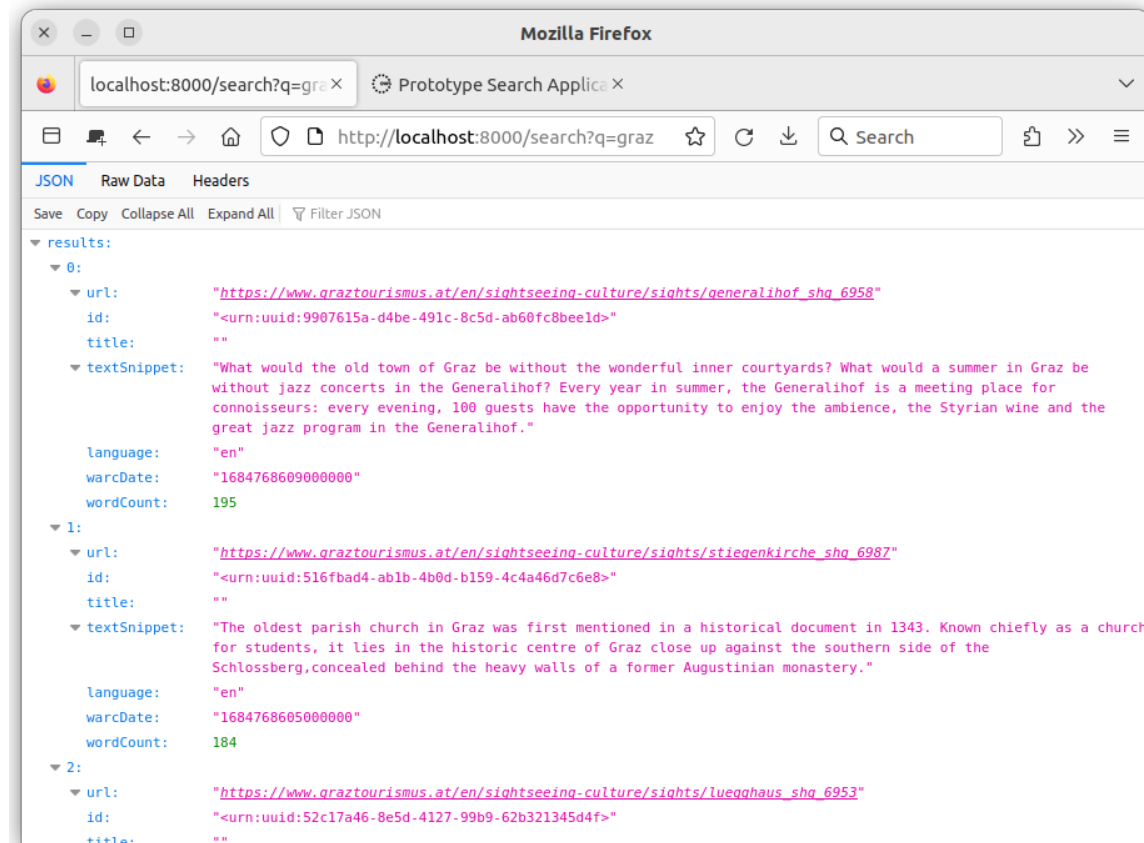 Mozilla Firefox
localhost:8000/search?q=gra
Prototype Search Applica
http://localhost:8000/search?q=graz
Search
JSON Raw Data Headers
Save Copy Collapse All Expand All Filter JSON
results:
0:
url: "https://www.graztourismus.at/en/sightseeing-culture/sights/generalihof_shg_6958"
id: "<urn:uuid:9907615a-d4be-491c-8c5d-ab60fc8bee1d>"
title: ""
textSnippet: "What would the old town of Graz be without the wonderful inner courtyards? What would a summer in Graz be
without jazz concerts in the Generalihof? Every year in summer, the Generalihof is a meeting place for
connoisseurs: every evening, 100 guests have the opportunity to enjoy the ambience, the Styrian wine and the
great jazz program in the Generalihof."
language: "en"
warcDate: "1684768609000000"
wordCount: 195
1:
url: "https://www.graztourismus.at/en/sightseeing-culture/sights/stiegenkirche_shg_6987"
id: "<urn:uuid:516fbad4-ab1b-4b0d-b159-4c4a46d7c6e8>"
title: ""
textSnippet: "The oldest parish church in Graz was first mentioned in a historical document in 1343. Known chiefly as a church
for students, it lies in the historic centre of Graz close up against the southern side of the
Schlossberg,concealed behind the heavy walls of a former Augustinian monastery."
language: "en"
warcDate: "1684768605000000"
wordCount: 184
2:
url: "https://www.graztourismus.at/en/sightseeing-culture/sights/luegghaus_shg_6953"
id: "<urn:uuid:52c17a46-8e5d-4127-99b9-62b321345d4f>"
title: ""